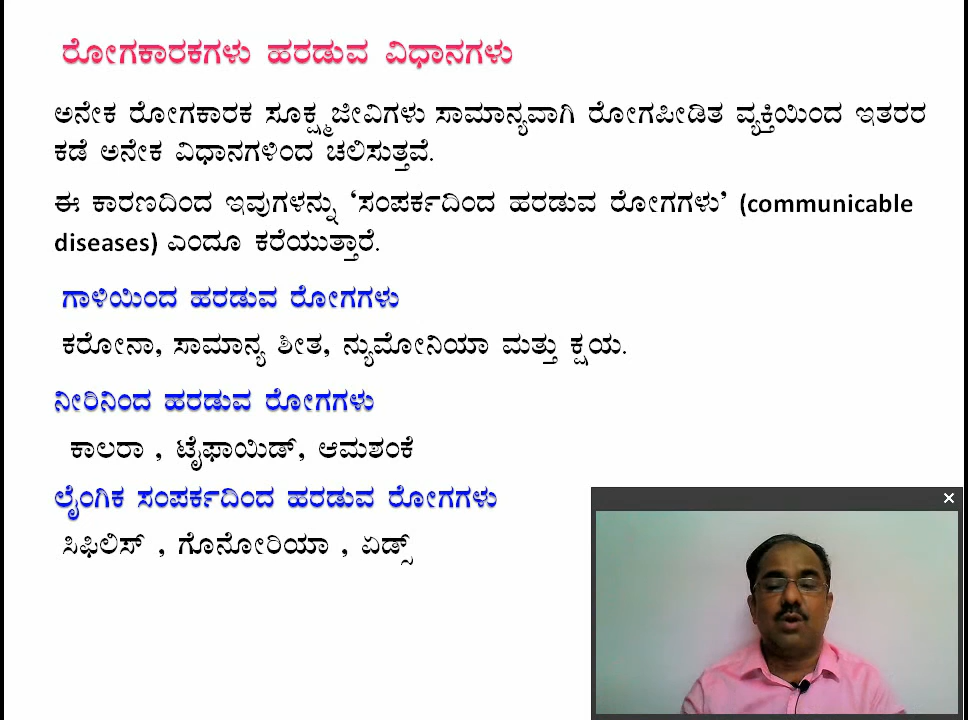 ರೋಗಕಾರಕಗಳು ಹರಡುವ ವಿಧಾನಗಳು
ಅನೇಕ ರೋಗಕಾರಕ ಸೂಕ್ಷ್ಮಜೀವಿಗಳು ಸಾಮಾನ್ಯವಾಗಿ ರೋಗಪೀಡಿತ ವ್ಯಕ್ತಿಯಿಂದ ಇತರರ
ಕಡೆ ಅನೇಕ ವಿಧಾನಗಳಿಂದ ಚಲಿಸುತ್ತವೆ.
ಈ ಕಾರಣದಿಂದ ಇವುಗಳನ್ನು ‘ಸಂಪರ್ಕದಿಂದ ಹರಡುವ ರೋಗಗಳು’ (communicable
diseases) ಎಂದೂ ಕರೆಯುತ್ತಾರೆ.
ಗಾಳಿಯಿಂದ ಹರಡುವ ರೋಗಗಳು
ಕರೋನಾ, ಸಾಮಾನ್ಯ ಶೀತ, ನ್ಯುಮೋನಿಯಾ ಮತ್ತು ಕ್ಷಯ.
ನೀರಿನಿಂದ ಹರಡುವ ರೋಗಗಳು
ಕಾಲರಾ , ಟೈಫಾಯಿಡ್, ಆಮಶಂಕೆ
ಲೈಂಗಿಕ ಸಂಪರ್ಕದಿಂದ ಹರಡುವ ರೋಗಗಳು
ಸಿಫಿಲಿಸ್ , ಗೊನೋರಿಯಾ , ಏಡ್ಸ್